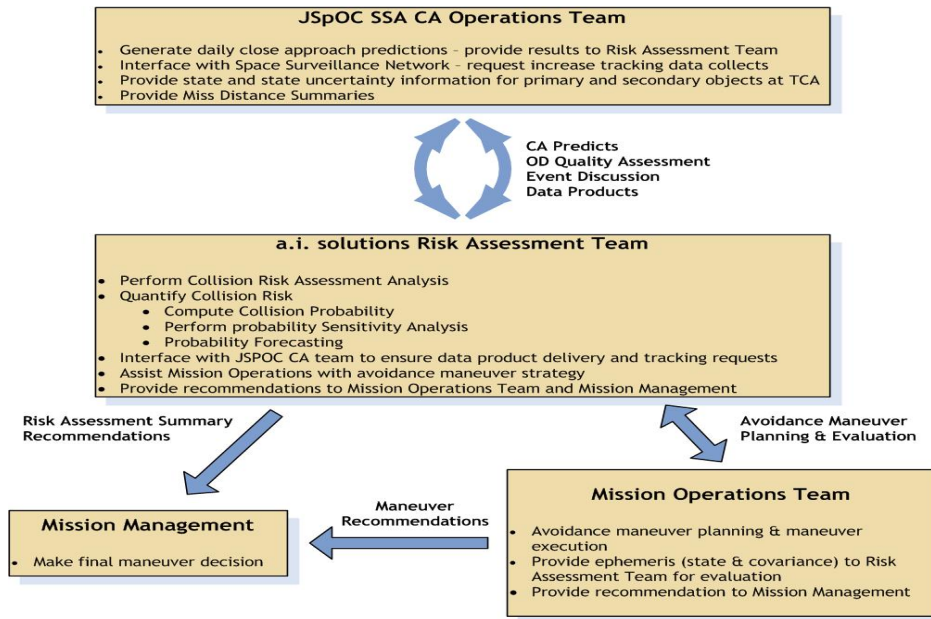 JSpOC SSA CA Operations Team
• Generate daily close approach predictions – provide results to Risk Assessment Team
• Interface with Space Surveillance Network – request increase tracking data collects
• Provide state and state uncertainty information for primary and secondary objects at TCA
• Provide Miss Distance Summaries
CA Predicts
OD Quality Assessment
Event Discussion
Data Products
a.i. solutions Risk Assessment Team
• Perform Collision Risk Assessment Analysis
• Quantify Collision Risk
• Compute Collision Probability
• Perform probability Sensitivity Analysis
• Probability Forecasting
• Interface with JSPOC CA team to ensure data product delivery and tracking requests
• Assist Mission Operations with avoidance maneuver strategy
• Provide recommendations to Mission Operations Team and Mission Management
Risk Assessment Summary
Recommendations
Avoidance Maneuver
Planning & Evaluation
Mission Management
• Make final maneuver decision
Maneuver
Recommendations
Mission Operations Team
• Avoidance maneuver planning & maneuver
execution
• Provide ephemeris (state & covariance) to Risk
Assessment Team for evaluation
• Provide recommendation to Mission Management